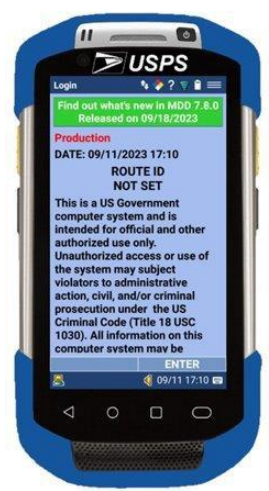 USPS
Login
?
Find out what's new in MDD 7.8.0
Released on 09/18/2023
Production
DATE: 09/11/2023 17:10
ROUTE ID
NOT SET
This is a US Government
computer system and is
intended for official and other
authorized use only.
Unauthorized access or use of
the system may subject
violators to administrative
action, civil, and/or criminal
prosecution under the US
Criminal Code (Title 18 USC
1030). All information on this
computer system may be
ENTER
09/11 17:10